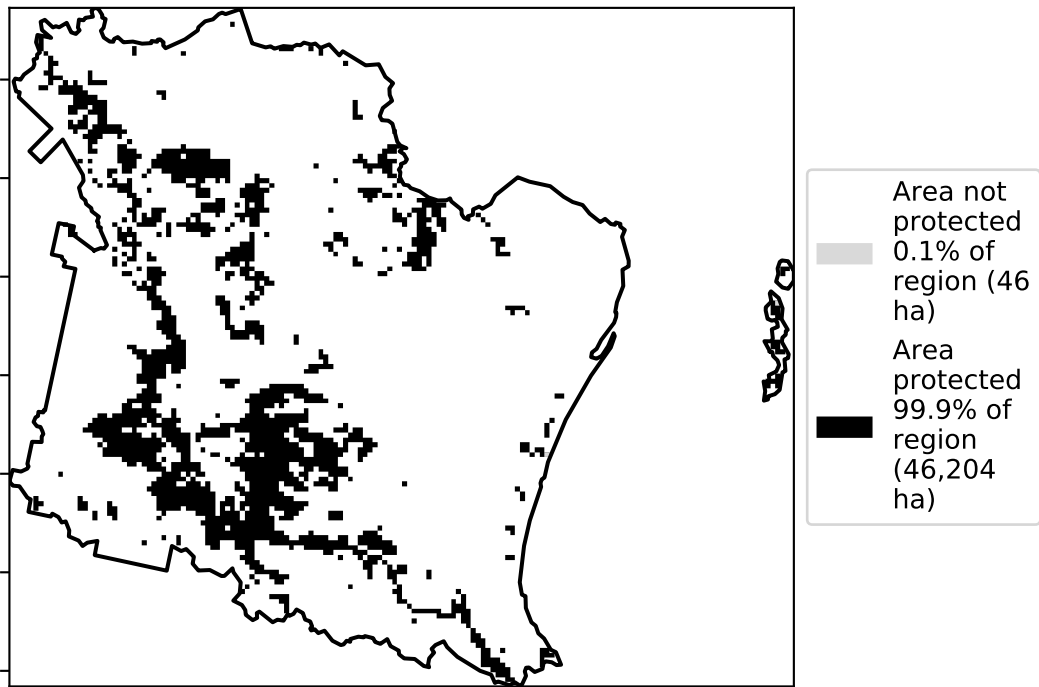 Area not
protected
0.1% of
region (46
ha)
Area
protected
99.9% of
region
(46,204
ha)